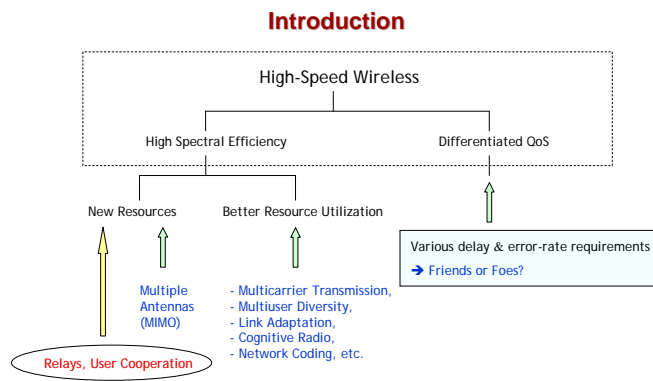 Introduction
High-Speed Wireless
High Spectral Efficiency
Differentiated QoS
New Resources
Better Resource Utilization
Various delay & error-rate requirements
➔ Friends or Foes?
Multiple
Antennas
(MIMO)
- Multicarrier Transmission,
- Multiuser Diversity,
- Link Adaptation,
- Cognitive Radio,
- Network Coding, etc.
Relays, User Cooperation